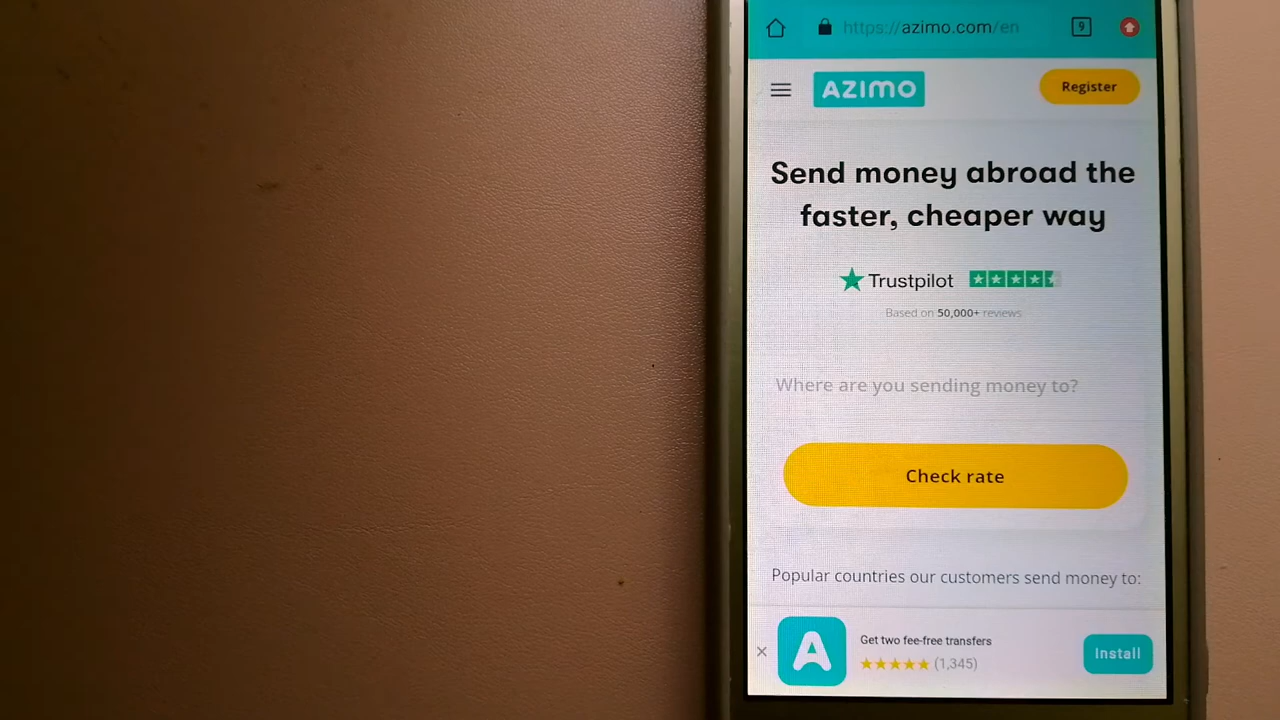 https://azimo.com/en
9
AZIMO
Register
Send money abroad the
faster, cheaper way
Trustpilot
Based on 50,000+ reviews
Where are you sending money to?
Check rate
Popular countries our customers send money to:
A
Get two fee-free transfers
(1,345)
Install